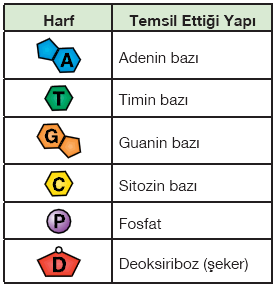 Harf Temsil Ettiği Yapı
A Adenin bazı
T Timin bazı
G Guanin bazı
C Sitozin bazı
P Fosfat
D Deoksiriboz (şeker)